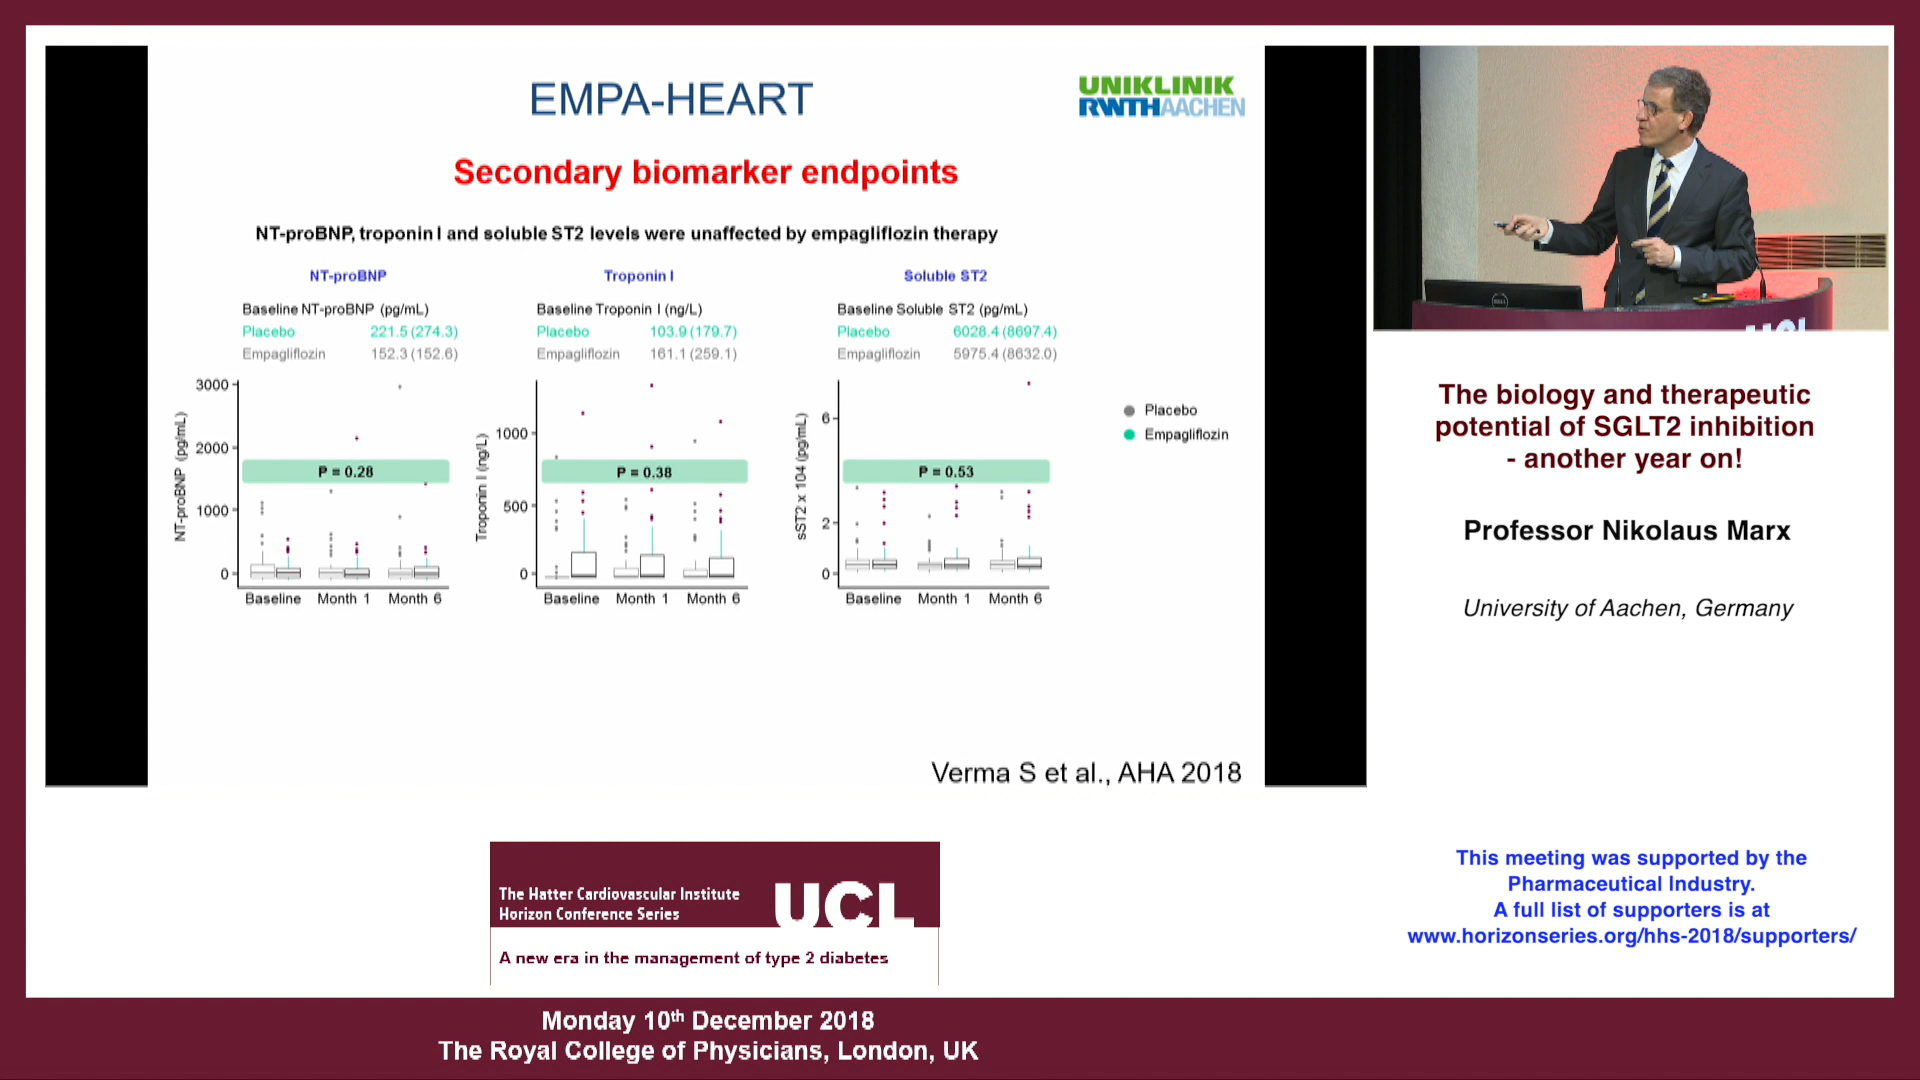 EMPA-HEART
UNIKLINIK
RWTHAACHEN
Secondary biomarker endpoints
NT-proBNP, troponin I and soluble ST2 levels were unaffected by empagliflozin therapy
NT-proBNP
Baseline NT-proBNP (pg/mL)
Placebo 221.5 (274.3)
Empagliflozin 152.3 (152.6)
NT-proBNP (pg/mL)
3000
2000
1000
0
P = 0.28
Baseline Month 1 Month 6
Troponin I
Baseline Troponin I (ng/L)
Placebo 103.9 (179.7)
Empagliflozin 161.1 (259.1)
Troponin I (ng/L)
1000
500
0
P = 0.38
Baseline Month 1 Month 6
Soluble ST2
Baseline Soluble ST2 (pg/mL)
Placebo 6028.4 (8697.4)
Empagliflozin 5975.4 (8632.0)
sST2 x 104 (pg/mL)
6
2
0
P = 0.53
Baseline Month 1 Month 6
Placebo
Empagliflozin
Verma S et al., AHA 2018
DELL
UCL
The biology and therapeutic
potential of SGLT2 inhibition
- another year on!
Professor Nikolaus Marx
University of Aachen, Germany
This meeting was supported by the
Pharmaceutical Industry.
A full list of supporters is at
www.horizonseries.org/hhs-2018/supporters/
The Hatter Cardiovascular Institute
Horizon Conference Series
UCL
A new era in the management of type 2 diabetes
Monday 10th December 2018
The Royal College of Physicians, London, UK